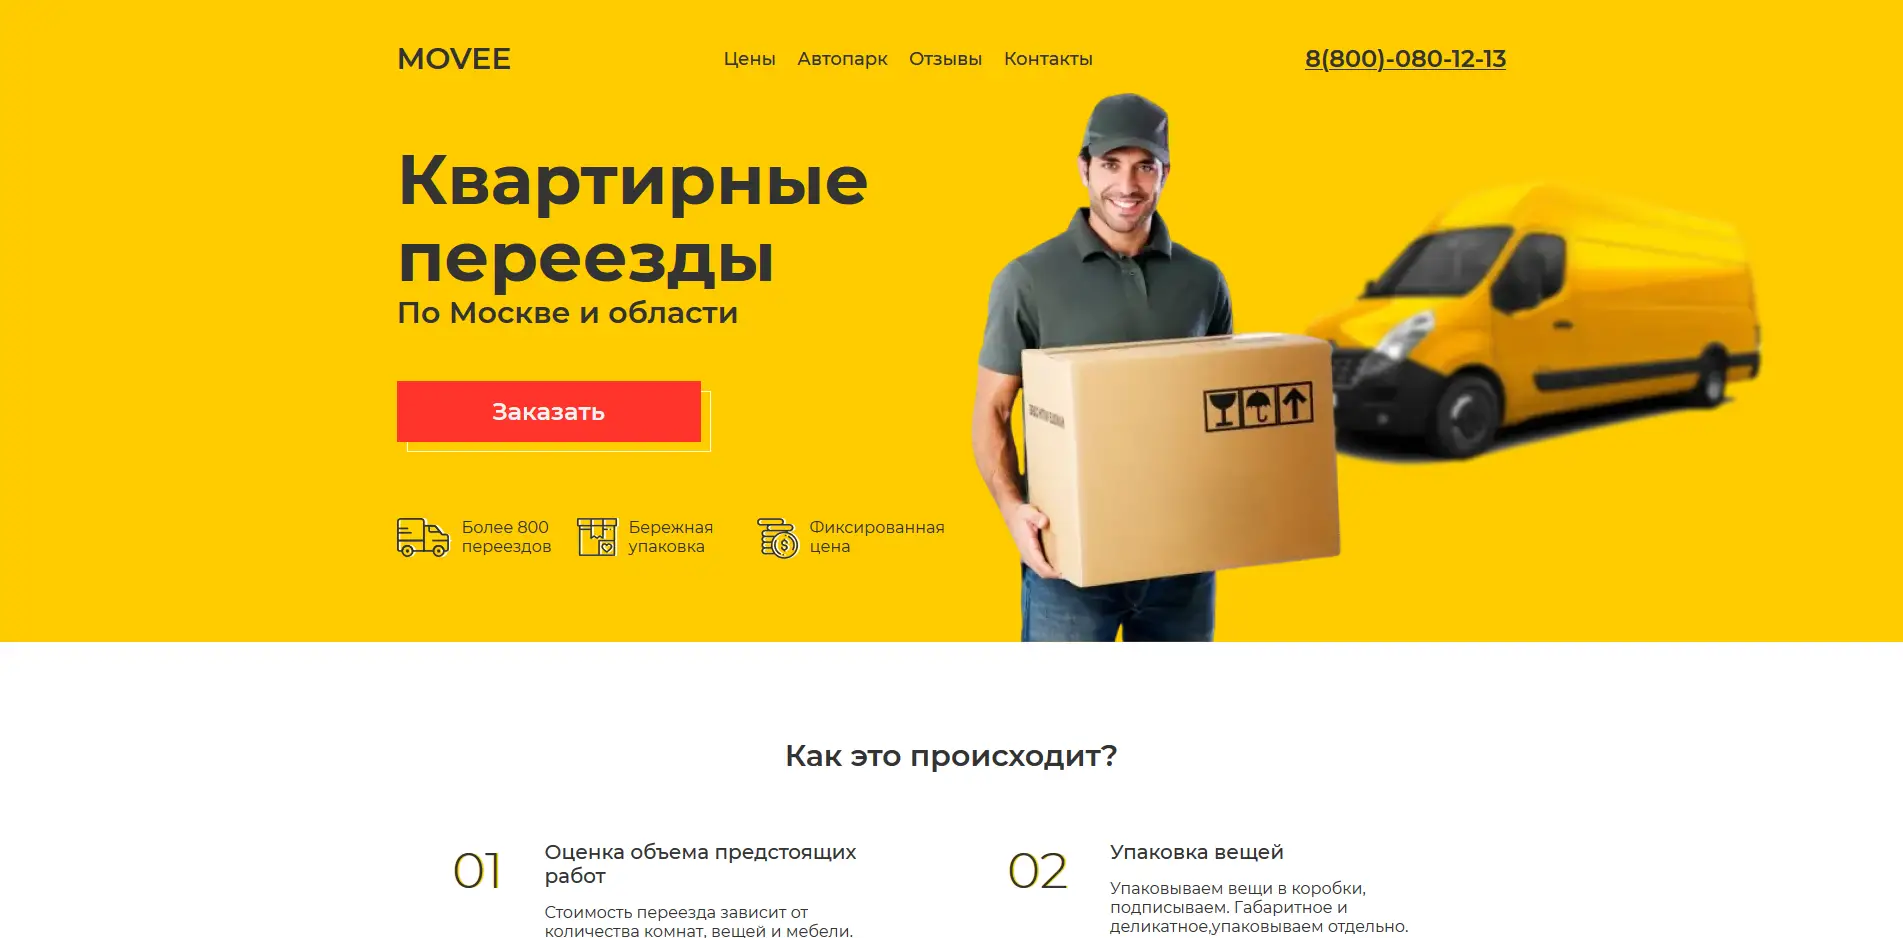 MOVEE
Цены Автопарк Отзывы Контакты
8(800)-080-12-13
Квартирные
переезды
По Москве и области
Заказать
Более 800
переездов
Бережная
упаковка
Фиксированная
цена
Как это происходит?
01
Оценка объема предстоящих
работ
Стоимость переезда зависит от
количества комнат, вещей и мебели.
02
Упаковка вещей
Упаковываем вещи в коробки,
подписываем. Габаритное и
деликатное,упаковываем отдельно.